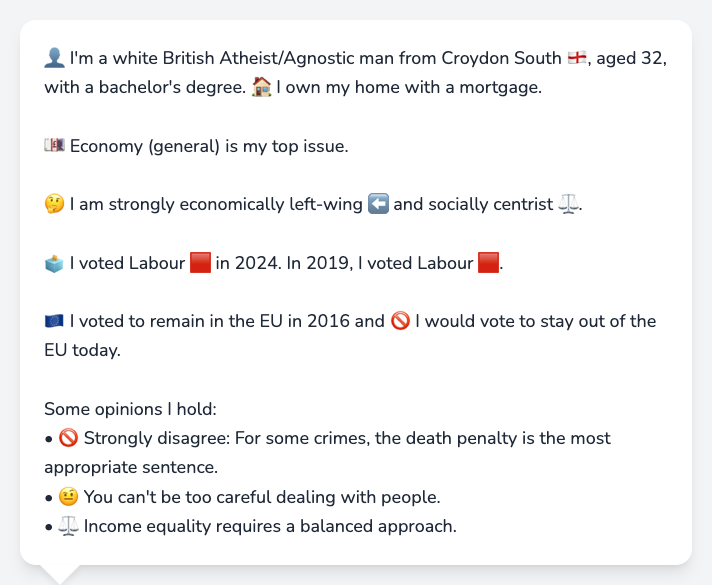 👤 I'm a white British Atheist/Agnostic man from Croydon South 🏴󠁧󠁢󠁥󠁮󠁧󠁿, aged 32,
with a bachelor's degree. 🏠 I own my home with a mortgage.
💷 Economy (general) is my top issue.
🤔 I am strongly economically left-wing ⬅️ and socially centrist ⚖️.
🗳️ I voted Labour 🟥 in 2024. In 2019, I voted Labour 🟥.
🇪🇺 I voted to remain in the EU in 2016 and 🚫 I would vote to stay out of the
EU today.
Some opinions I hold:
• 🚫 Strongly disagree: For some crimes, the death penalty is the most
appropriate sentence.
• 🤨 You can't be too careful dealing with people.
• ⚖️ Income equality requires a balanced approach.